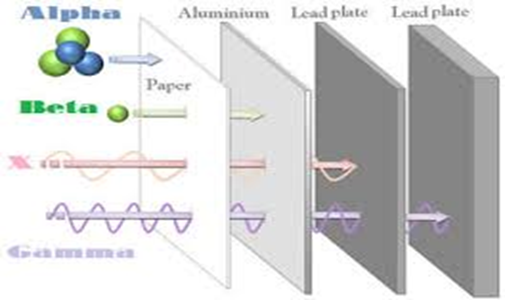 Alpha
Aluminium
Lead plate
Lead plate
Paper
Beta
X
Gamma